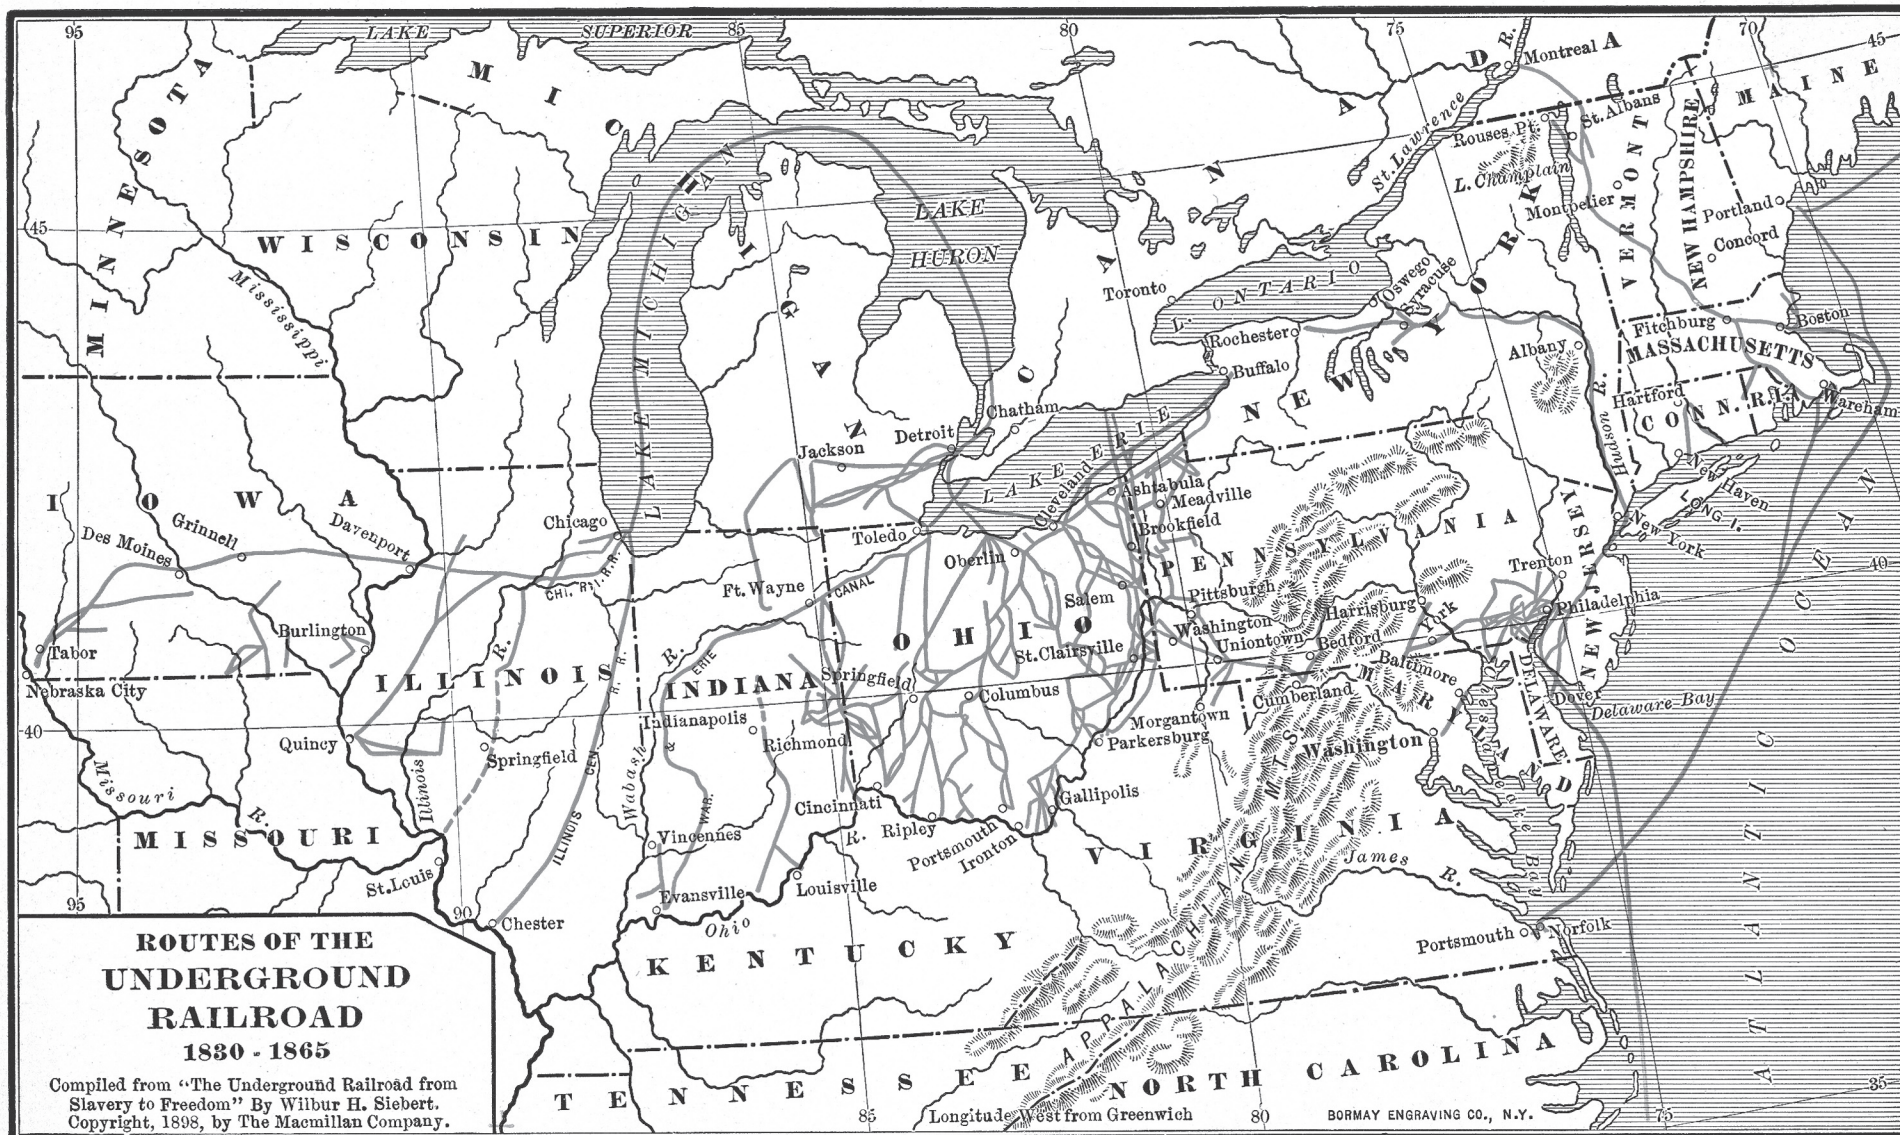 95
LAKE SUPERIOR
85
80
75
70
45
MINNESOTA
MICHIGAN
CANADA
Montreal
R.
St. Lawrence
Rouses Pt.
St. Albans
L. Champlain
Montpelier
VERMONT
NEW HAMPSHIRE
MAINE
Portland
Concord
45
WISCONSIN
Mississippi
LAKE MICHIGAN
LAKE
HURON
Toronto
L. ONTARIO
Oswego
Syracuse
Rochester
Buffalo
NEW YORK
Albany
Hudson R.
Fitchburg
Boston
MASSACHUSETTS
Hartford
CONN.
R.I.
Wareham
New Haven
LONG I.
New York
Chatham
Detroit
Jackson
LAKE ERIE
IOWA
Des Moines
Grinnell
Davenport
Chicago
CHI. R.I. R.R.
Toledo
Cleveland
Ashtabula
Meadville
Brookfield
Oberlin
Ft. Wayne
CANAL
Salem
PENNSYLVANIA
Pittsburgh
Washington
Uniontown
Bedford
Harrisburg
York
Trenton
Philadelphia
NEW JERSEY
40
Tabor
Nebraska City
Burlington
ILLINOIS
R.
R. R.
INDIANA
R.
ERIE
OHIO
St. Clairsville
Springfield
Columbus
Cumberland
Baltimore
MARYLAND
DELAWARE
Dover
Delaware Bay
Chesapeake Bay
Morgantown
Parkersburg
Washington
40
Quincy
Springfield
Illinois
ILLINOIS
CEN.
Wabash
&
WAR.
Indianapolis
Richmond
Cincinnati
R.
Ripley
Portsmouth
Ironton
Gallipolis
Missouri
R.
MISSOURI
St. Louis
Vincennes
Evansville
Louisville
Ohio
VIRGINIA
James
R.
Portsmouth
Norfolk
APPALACHIAN MTS.
ATLANTIC OCEAN
95
90
Chester
KENTUCKY
TENNESSEE
NORTH CAROLINA
35
ROUTES OF THE
UNDERGROUND
RAILROAD
1830 - 1865
Compiled from "The Underground Railroad from
Slavery to Freedom" By Wilbur H. Siebert.
Copyright, 1898, by The Macmillan Company.
85
Longitude West from Greenwich
80
BORMAY ENGRAVING CO., N.Y.
75